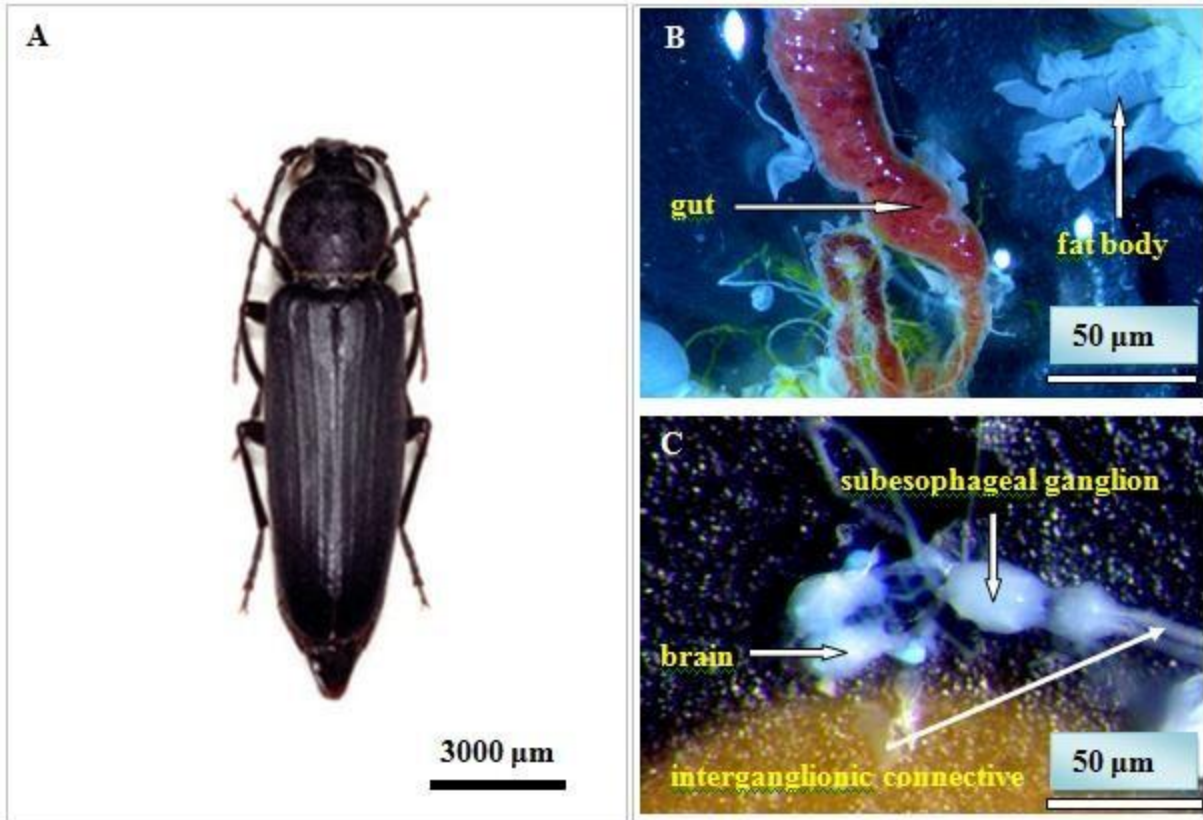 A
3000 µm
B
gut
fat body
50 µm
C
subesophageal ganglion
brain
interganglionic connective
50 µm